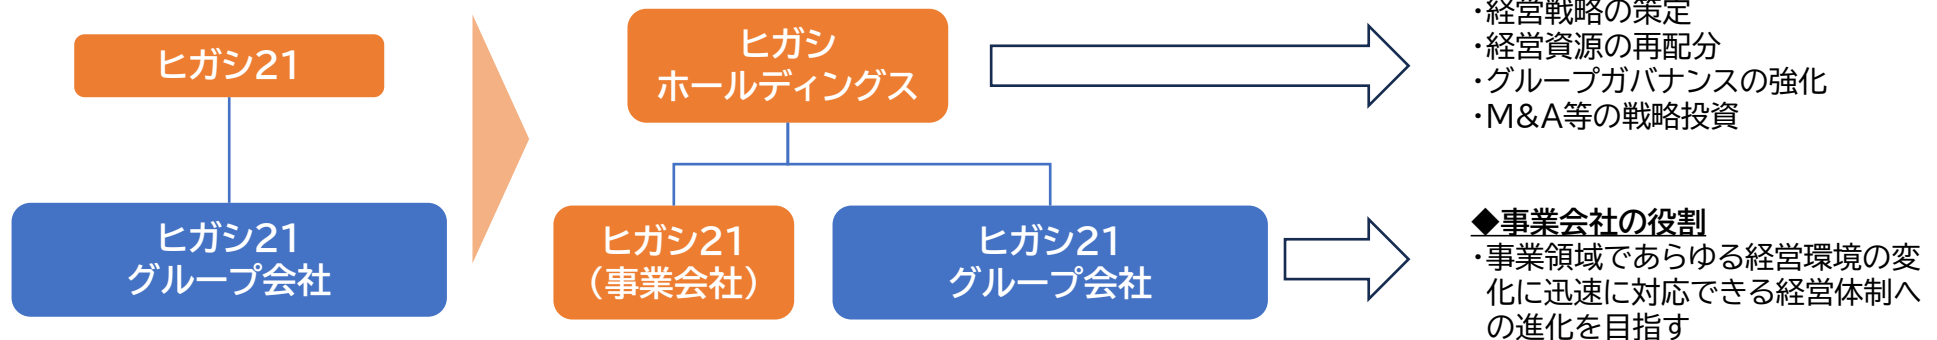 ヒガシ21
ヒガシ21
グループ会社
ヒガシ
ホールディングス
ヒガシ21
(事業会社)
ヒガシ21
グループ会社
・経営戦略の策定
・経営資源の再配分
・グループガバナンスの強化
・M&A等の戦略投資
◆事業会社の役割
・事業領域であらゆる経営環境の変
化に迅速に対応できる経営体制へ
の進化を目指す